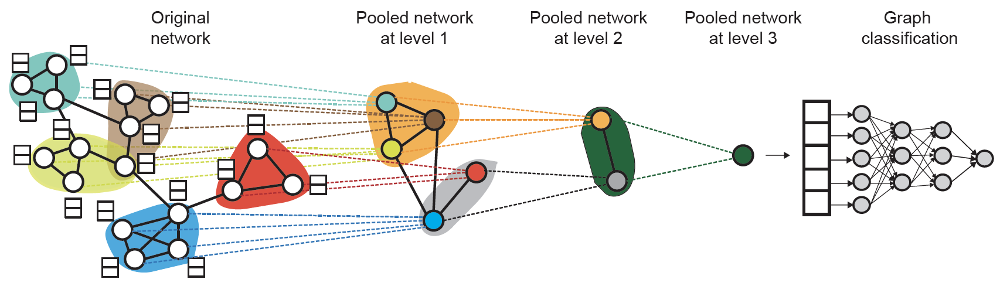 Original
network
Pooled network
at level 1
Pooled network
at level 2
Pooled network
at level 3
Graph
classification